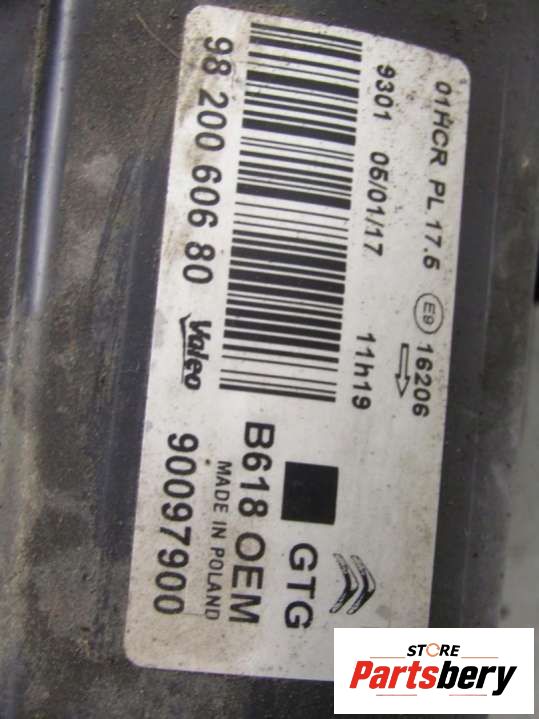 01HCR PL 17.5 E9 16206
9301 05/01/17 11h19
GTG
98 200 606 80 Valeo B618 OEM
MADE IN POLAND
90097900
STORE
Partsbery